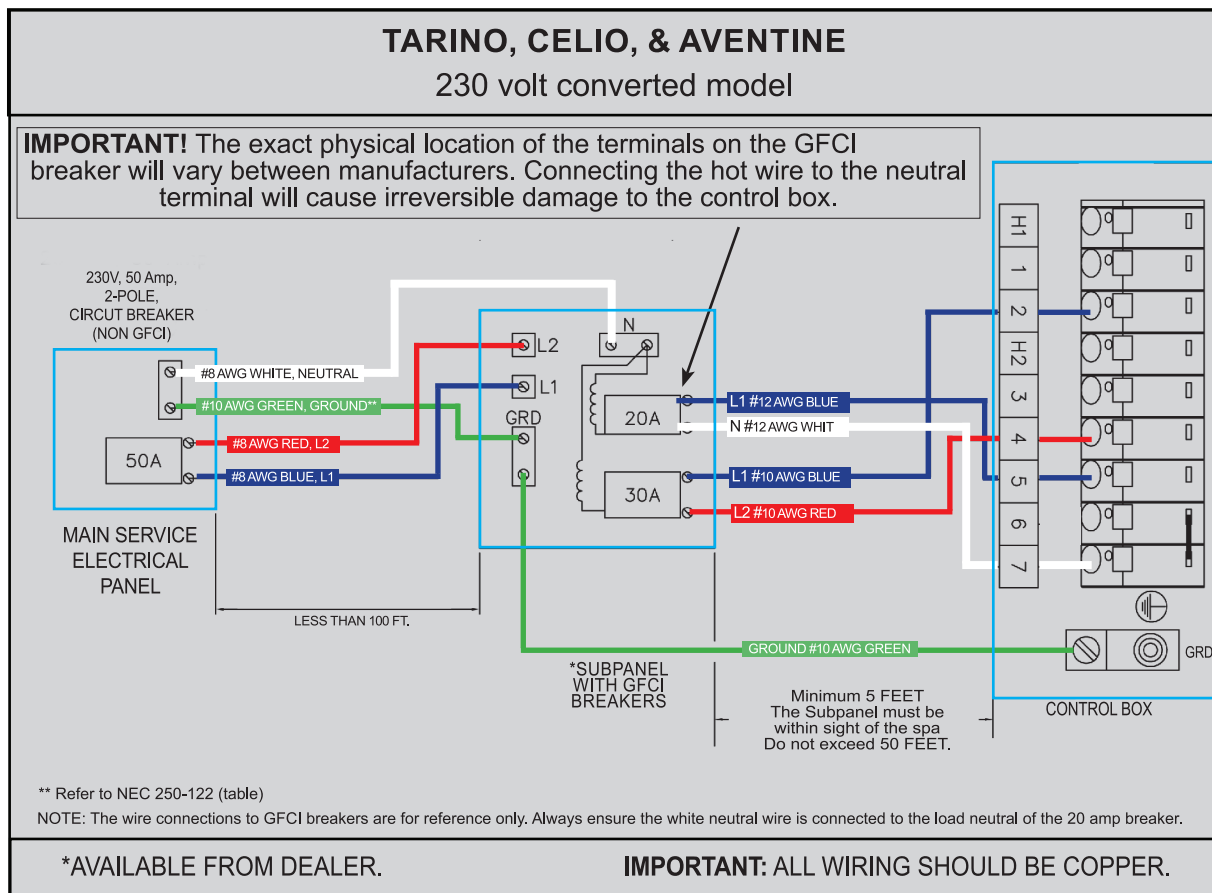 TARINO, CELIO, & AVENTINE
230 volt converted model
IMPORTANT! The exact physical location of the terminals on the GFCI
breaker will vary between manufacturers. Connecting the hot wire to the neutral
terminal will cause irreversible damage to the control box.
230V, 50 Amp,
2-POLE,
CIRCUT BREAKER
(NON GFCI)
#8 AWG WHITE, NEUTRAL
#10 AWG GREEN, GROUND**
#8 AWG RED, L2
#8 AWG BLUE, L1
50A
MAIN SERVICE
ELECTRICAL
PANEL
LESS THAN 100 FT.
L2
L1
GRD
N
20A
30A
*SUBPANEL
WITH GFCI
BREAKERS
L1 #12 AWG BLUE
N #12 AWG WHIT
L1 #10 AWG BLUE
L2 #10 AWG RED
GROUND #10 AWG GREEN
Minimum 5 FEET
The Subpanel must be
within sight of the spa
Do not exceed 50 FEET.
H1
1
2
H2
3
4
5
6
7
GRD
CONTROL BOX
** Refer to NEC 250-122 (table)
NOTE: The wire connections to GFCI breakers are for reference only. Always ensure the white neutral wire is connected to the load neutral of the 20 amp breaker.
*AVAILABLE FROM DEALER.
IMPORTANT: ALL WIRING SHOULD BE COPPER.